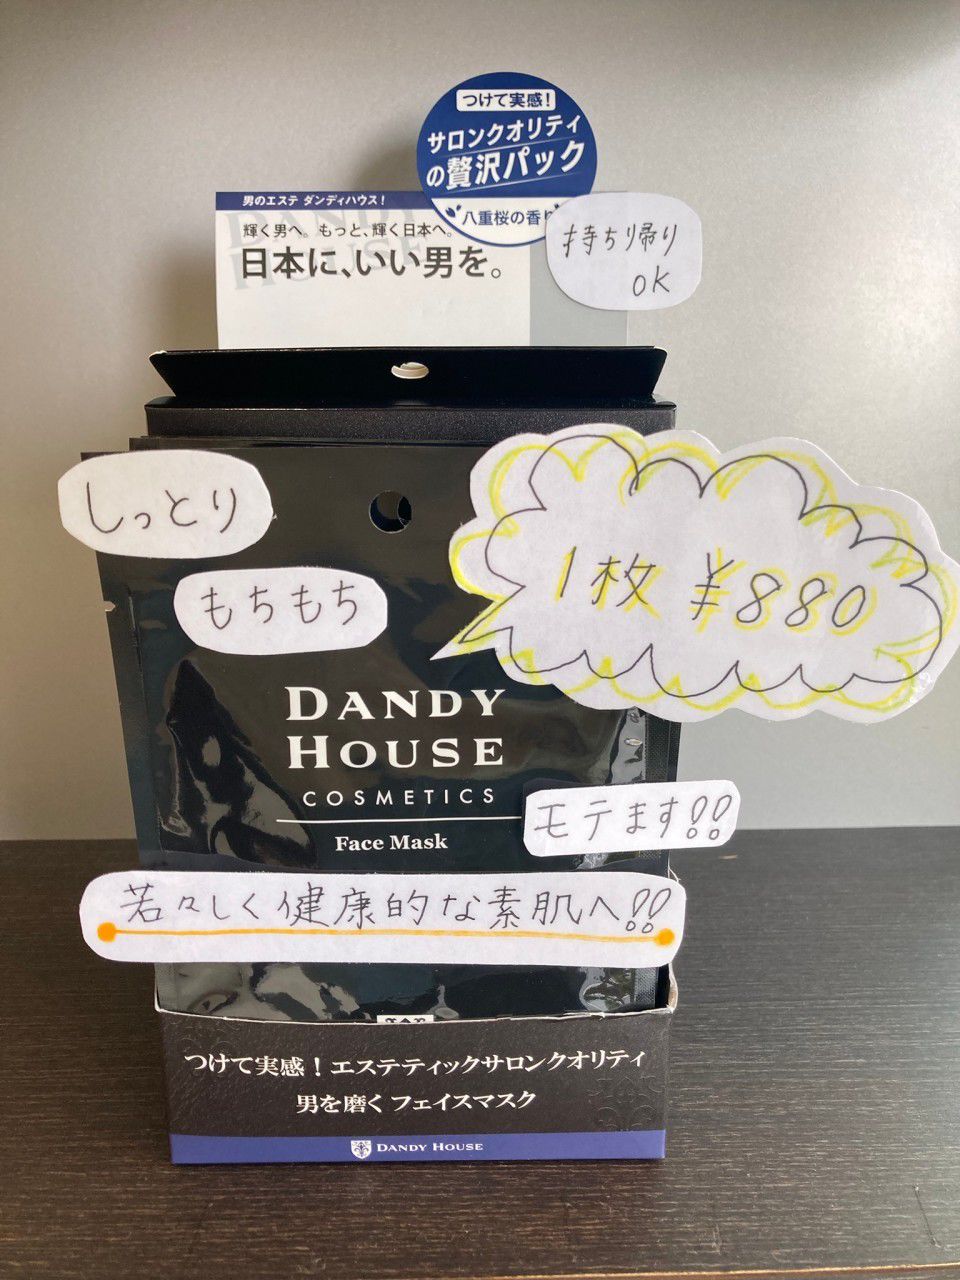 つけて実感!
サロンクオリティ
の贅沢パック
八重桜の香り
男のエステ ダンディハウス!
DANDY
HOUSE
輝く男へ。もっと、輝く日本へ。
日本に、いい男を。
持ち帰り
OK
しっとり
もちもち
1枚 ¥880
DANDY
HOUSE
COSMETICS
Face Mask
モテます!!
若々しく健康的な素肌へ!!
つけて実感!エステティックサロンクオリティ
男を磨く フェイスマスク
DANDY HOUSE